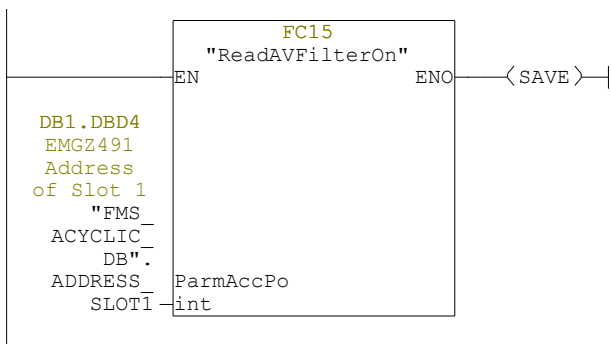 FC15
"ReadAVFilterOn"
EN
ENO
SAVE
DB1.DBD4
EMGZ491
Address
of Slot 1
"FMS_
ACYCLIC_
DB".
ADDRESS_
SLOT1
ParmAccPo
int